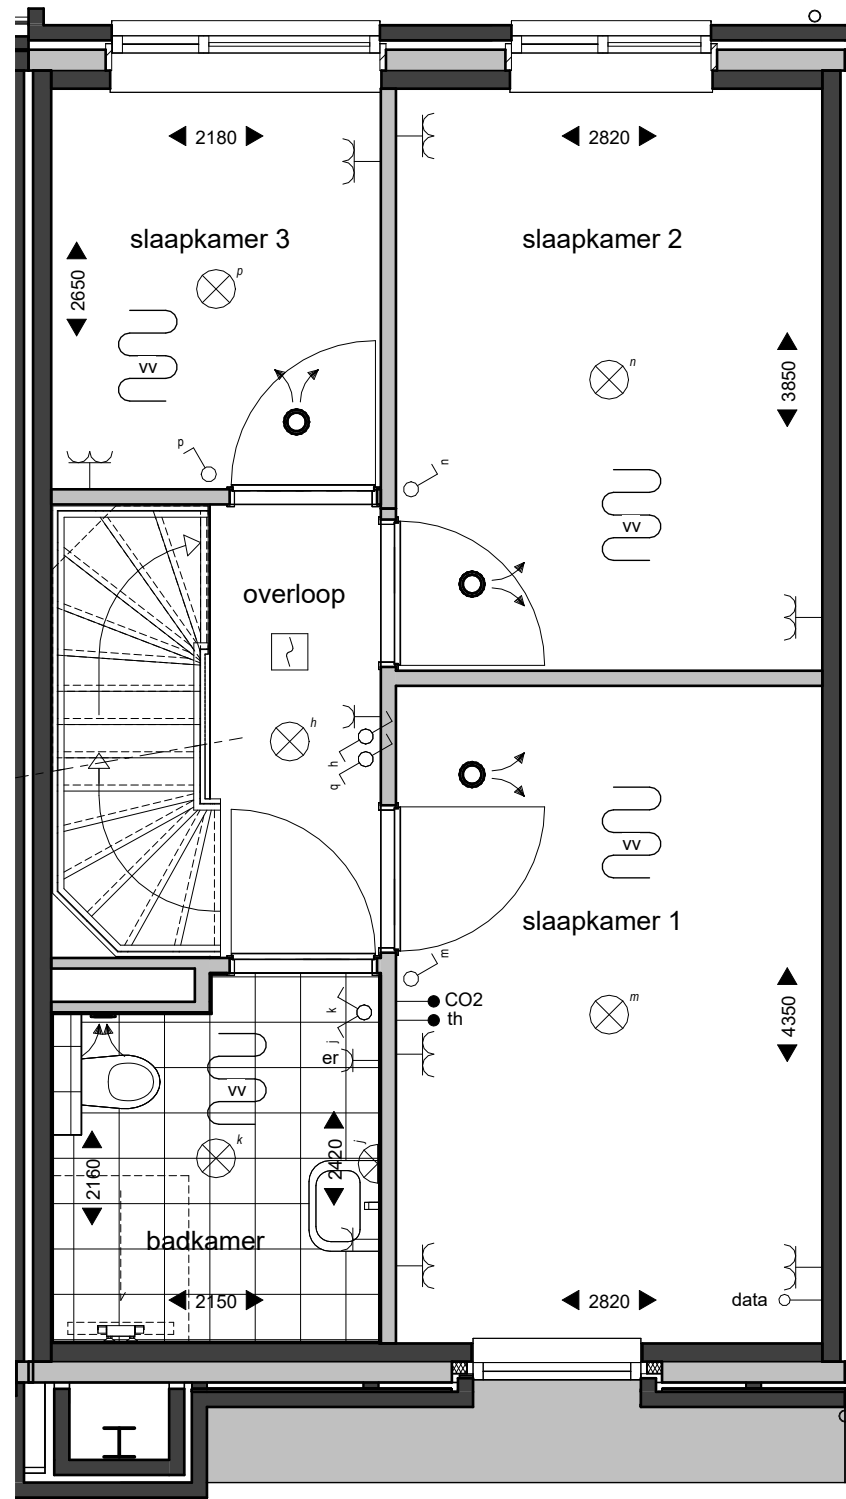 2180
2820
slaapkamer 3
slaapkamer 2
p
2650
n
3850
vv
p
n
vv
overloop
h
h
q
vv
slaapkamer 1
m
CO2
th
m
4350
k
j
er
vv
k
j
2160
2420
badkamer
2150
2820
data